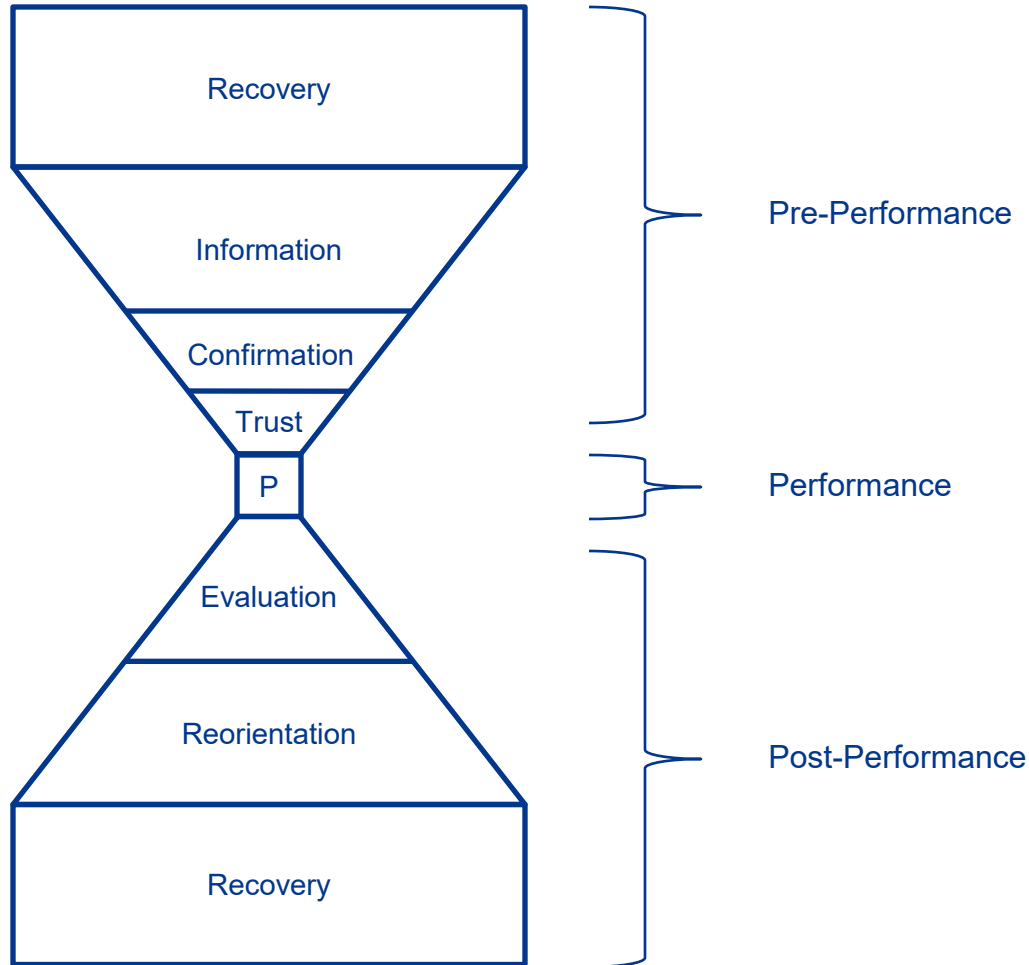 Recovery
Information
Confirmation
Trust
P
Evaluation
Reorientation
Recovery
Pre-Performance
Performance
Post-Performance